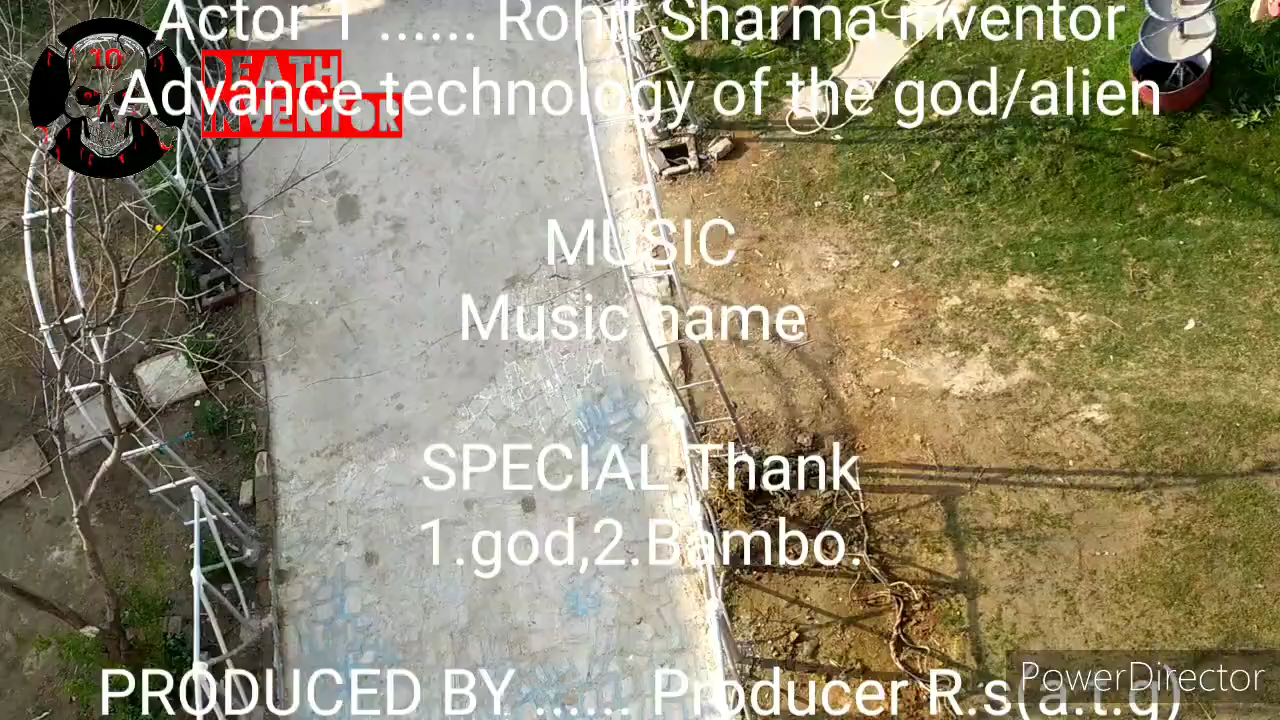 Actor 1 ...... Rohit Sharma inventor
10
DEATH
INVENTOR
Advance technology of the god/alien
MUSIC
Music name
SPECIAL Thank
1.god,2.Bambo.
PRODUCED BY ...... Producer R.s(a.t.g)
PowerDirector